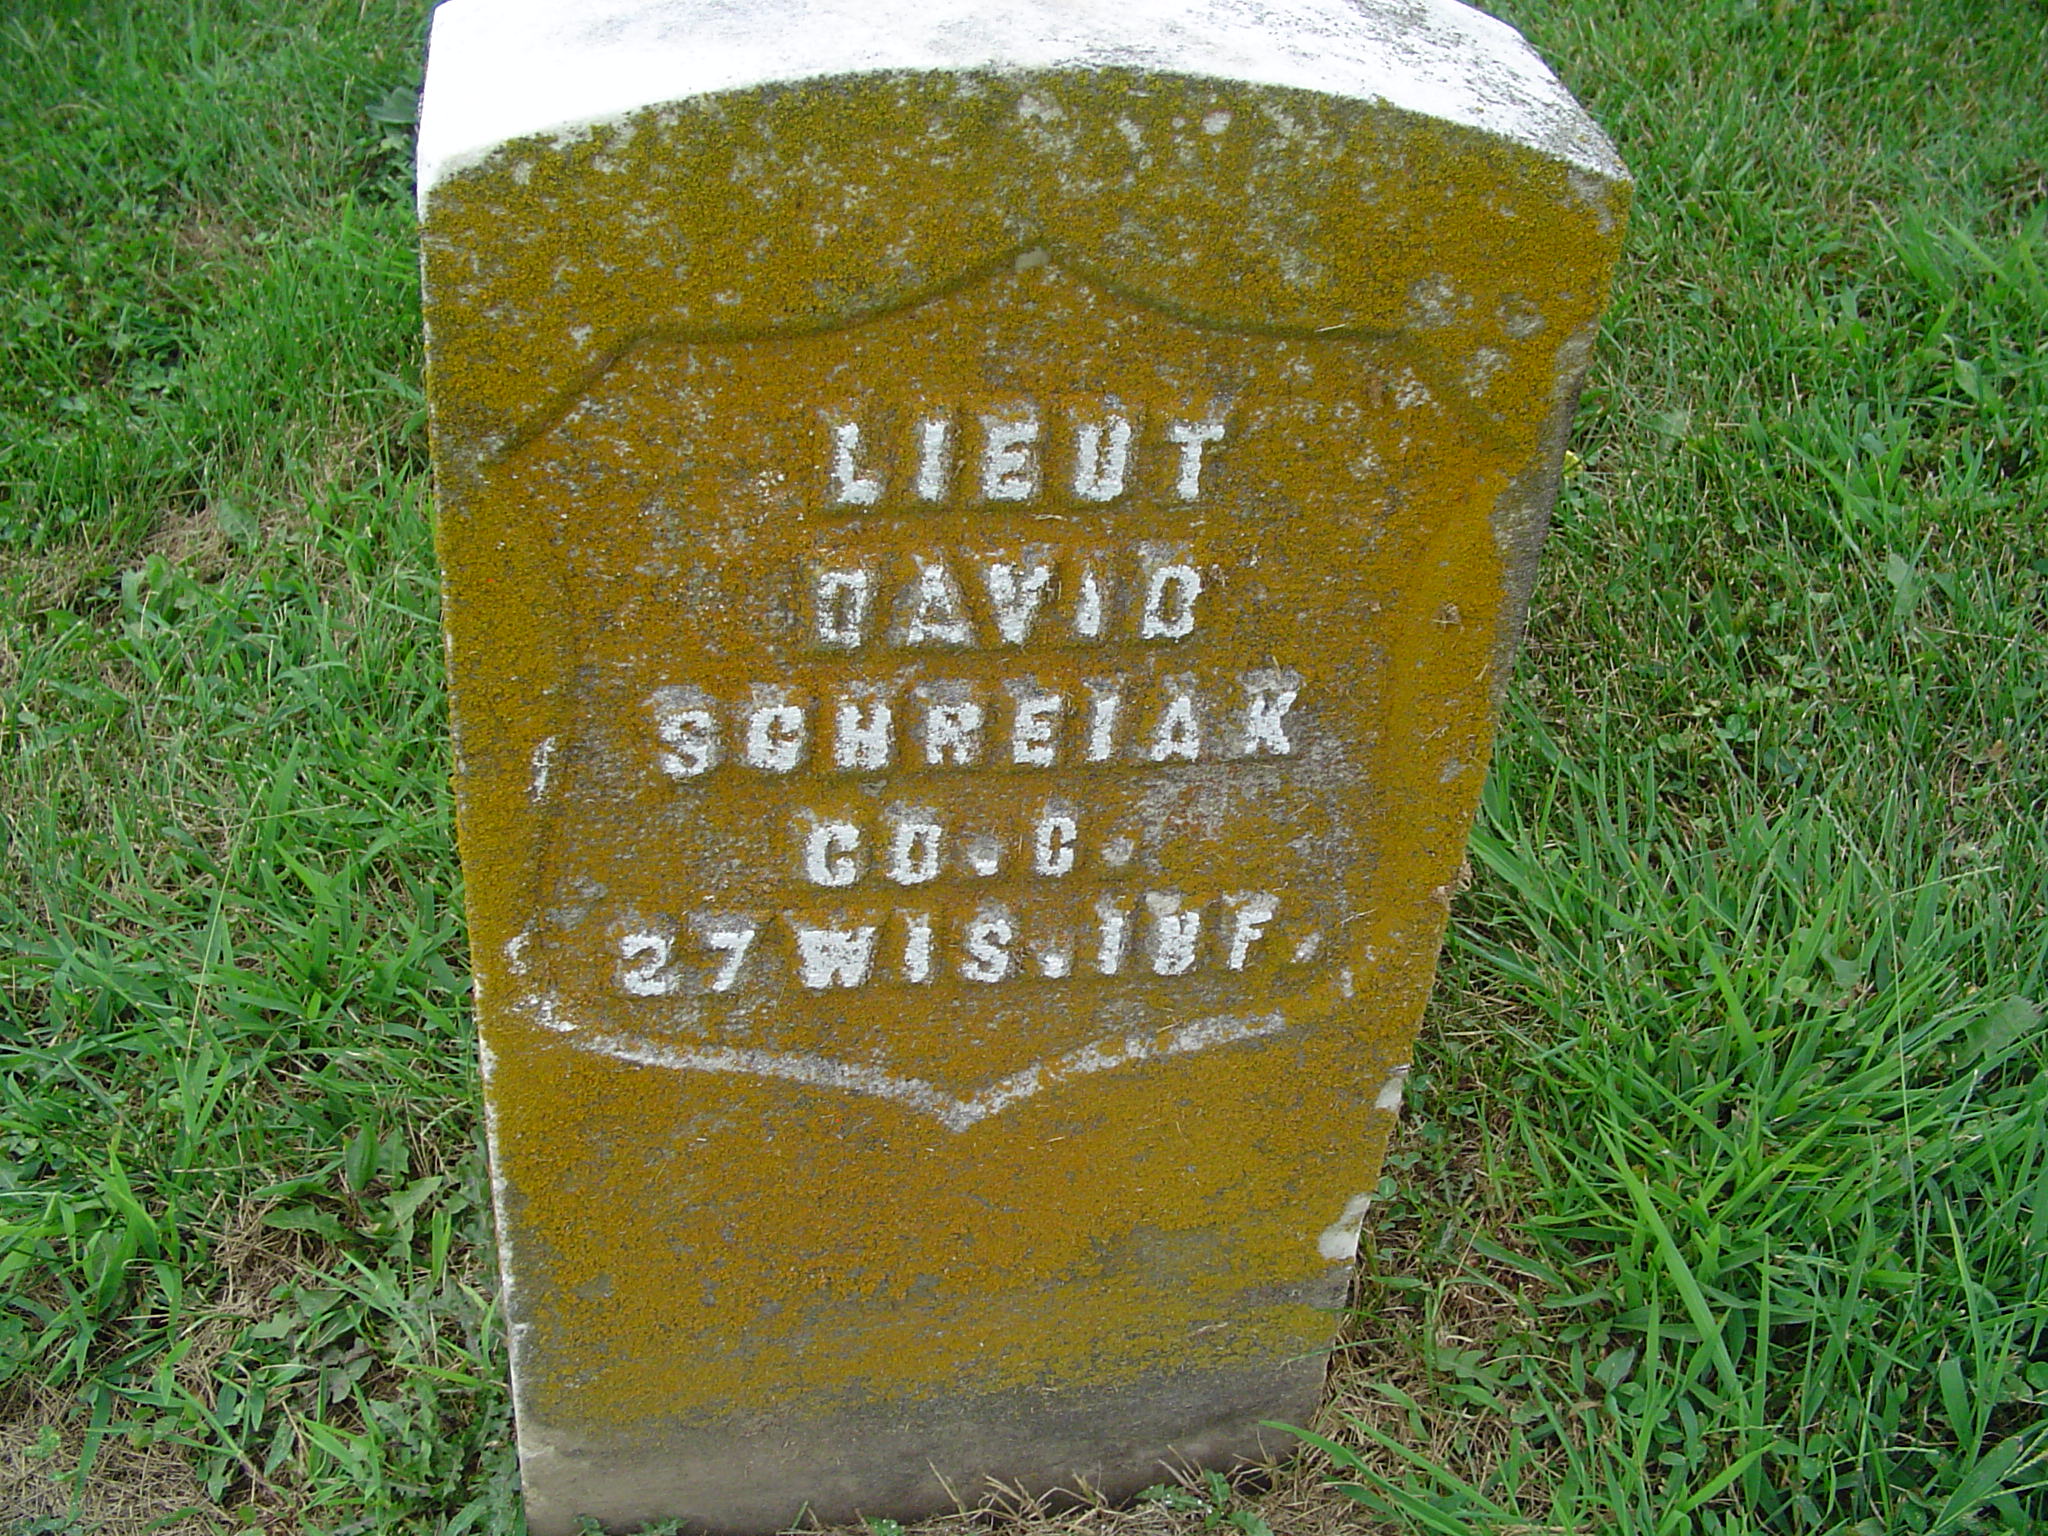 LIEUT
DAVID
SCHREIAK
CO. C.
27 WIS. INF.